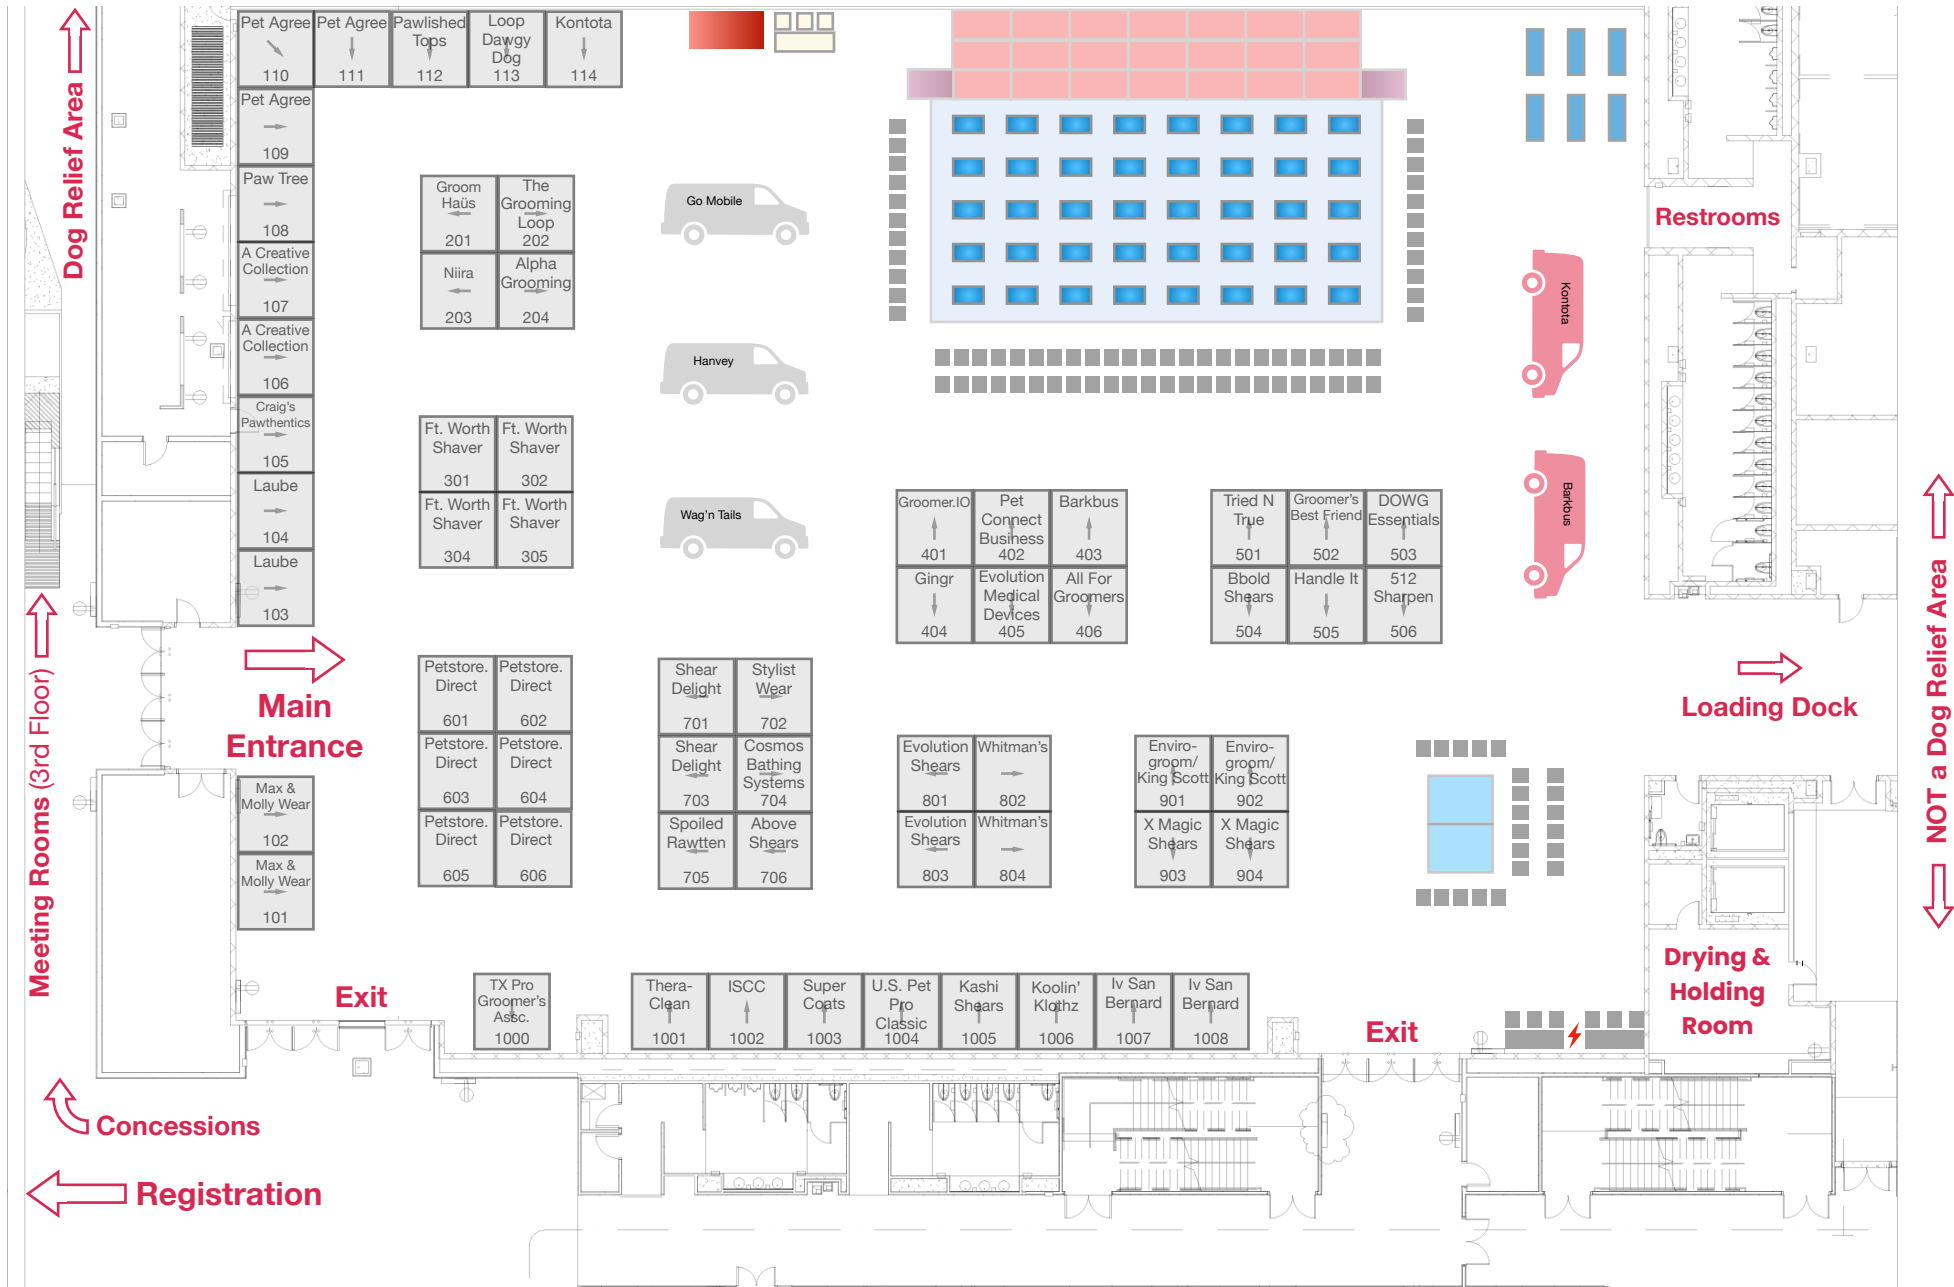 Dog Relief Area
Pet Agree
110
Pet Agree
111
Pawlished
Tops
112
Loop
Dawgy
Dog
113
Kontota
114
Pet Agree
109
Paw Tree
108
A Creative
Collection
107
A Creative
Collection
106
Craig's
Pawthentics
105
Laube
104
Laube
103
Groom
Haüs
201
The
Grooming
Loop
202
Niira
203
Alpha
Grooming
204
Go Mobile
Hanvey
Wag'n Tails
Restrooms
Kontota
Barkbus
Ft. Worth
Shaver
301
Ft. Worth
Shaver
302
Ft. Worth
Shaver
304
Ft. Worth
Shaver
305
Groomer.IO
401
Pet
Connect
Business
402
Barkbus
403
Gingr
404
Evolution
Medical
Devices
405
All For
Groomers
406
Tried N
True
501
Groomer's
Best Friend
502
DOWG
Essentials
503
Bbold
Shears
504
Handle It
505
512
Sharpen
506
Meeting Rooms (3rd Floor)
Main
Entrance
Loading Dock
NOT a Dog Relief Area
Petstore.
Direct
601
Petstore.
Direct
602
Petstore.
Direct
603
Petstore.
Direct
604
Petstore.
Direct
605
Petstore.
Direct
606
Shear
Delight
701
Stylist
Wear
702
Shear
Delight
703
Cosmos
Bathing
Systems
704
Spoiled
Rawtten
705
Above
Shears
706
Evolution
Shears
801
Whitman's
802
Evolution
Shears
803
Whitman's
804
Enviro-
groom/
King Scott
901
Enviro-
groom/
King Scott
902
X Magic
Shears
903
X Magic
Shears
904
Max &
Molly Wear
102
Max &
Molly Wear
101
Exit
TX Pro
Groomer's
Assc.
1000
Thera-
Clean
1001
ISCC
1002
Super
Coats
1003
U.S. Pet
Pro
Classic
1004
Kashi
Shears
1005
Koolin'
Klothz
1006
Iv San
Bernard
1007
Iv San
Bernard
1008
Exit
Drying &
Holding
Room
Concessions
Registration